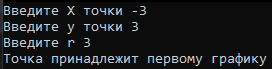 Введите X точки -3
Введите y точки 3
Введите r 3
Точка принадлежит первому графику